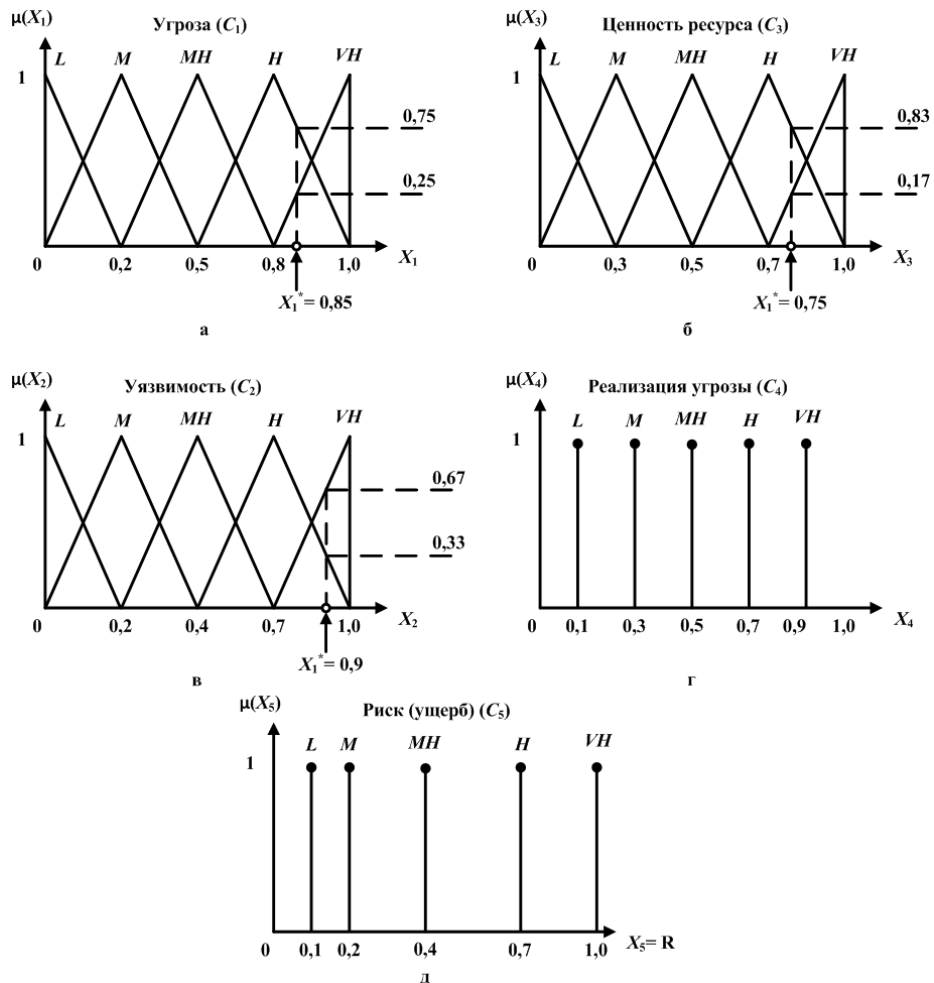 μ(X₁)
Угроза (C₁)
L M MH H VH
1
0,75
0,25
0 0,2 0,5 0,8 1,0 X₁
X₁*= 0,85
а
μ(X₃)
Ценность ресурса (C₃)
L M MH H VH
1
0,83
0,17
0 0,3 0,5 0,7 1,0 X₃
X₁*= 0,75
б
μ(X₂)
Уязвимость (C₂)
L M MH H VH
1
0,67
0,33
0 0,2 0,4 0,7 1,0 X₂
X₁*= 0,9
в
μ(X₄)
Реализация угрозы (C₄)
L M MH H VH
1
0 0,1 0,3 0,5 0,7 0,9 1,0 X₄
г
μ(X₅)
Риск (ущерб) (C₅)
L M MH H VH
1
0 0,1 0,2 0,4 0,7 1,0 X₅= R
д